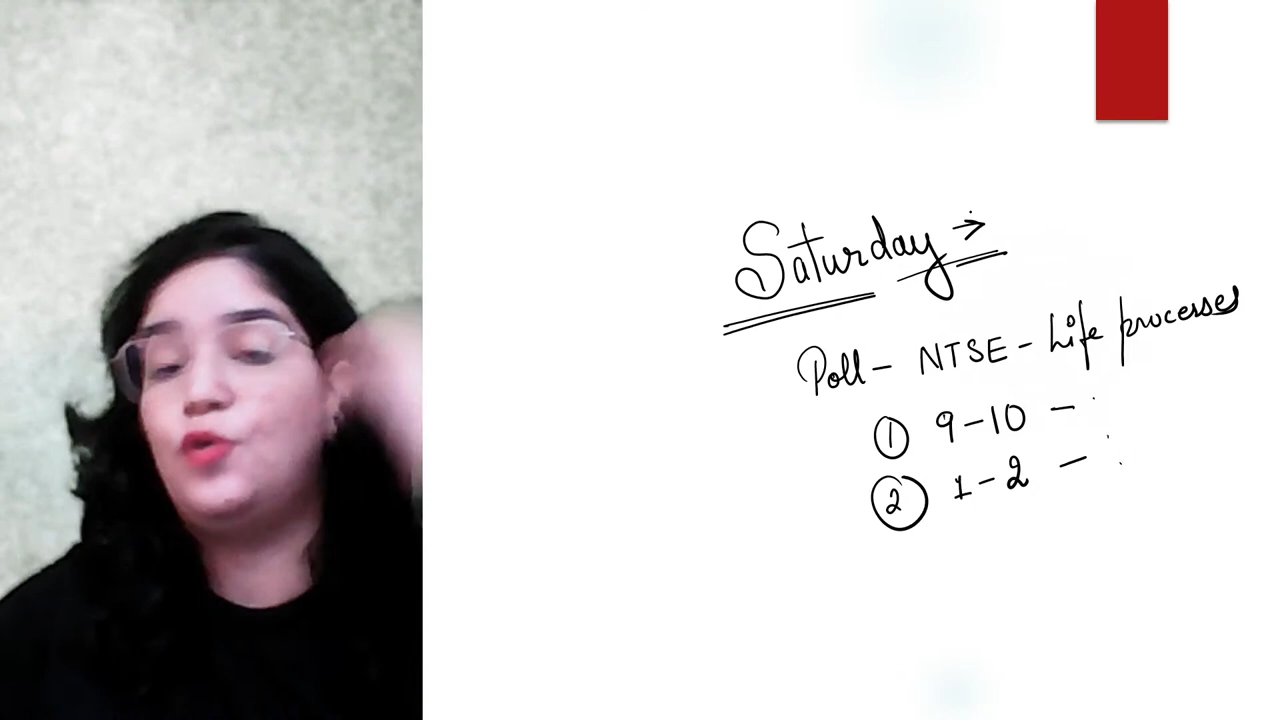 Saturday →
Poll - NTSE - Life processes
① 9-10 -
② 1-2 -